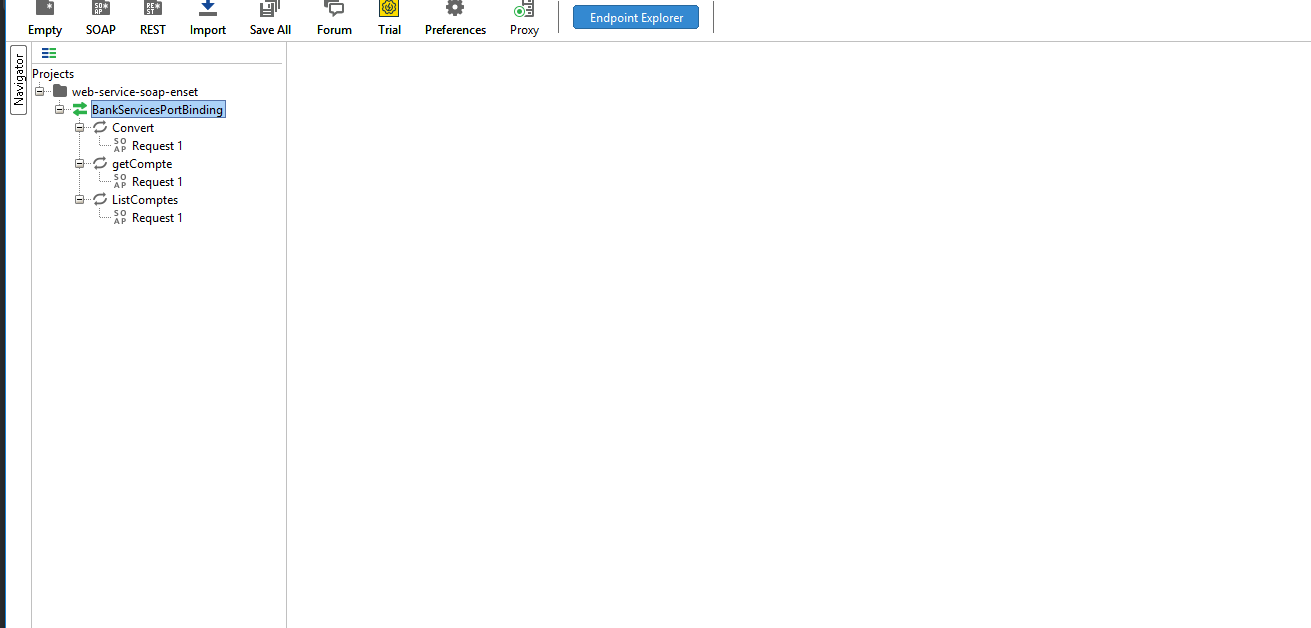 Empty SOAP REST Import Save All Forum Trial Preferences Proxy Endpoint Explorer
Navigator
Projects
web-service-soap-enset
BankServicesPortBinding
Convert
SO AP Request 1
getCompte
SO AP Request 1
ListComptes
SO AP Request 1